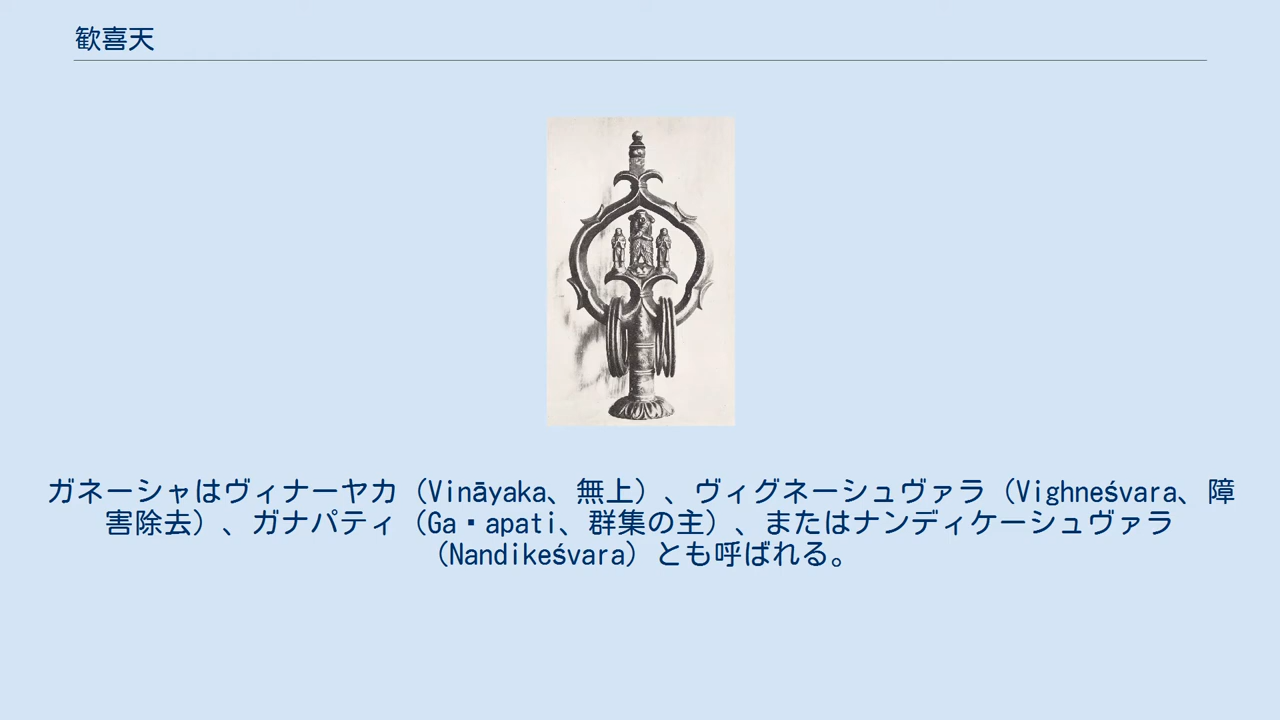 歓喜天
ガネーシャはヴィナーヤカ（Vināyaka、無上）、ヴィグネーシュヴァラ（Vighneśvara、障
害除去）、ガナパティ（Ga▪apati、群集の主）、またはナンディケーシュヴァラ
（Nandikeśvara）とも呼ばれる。